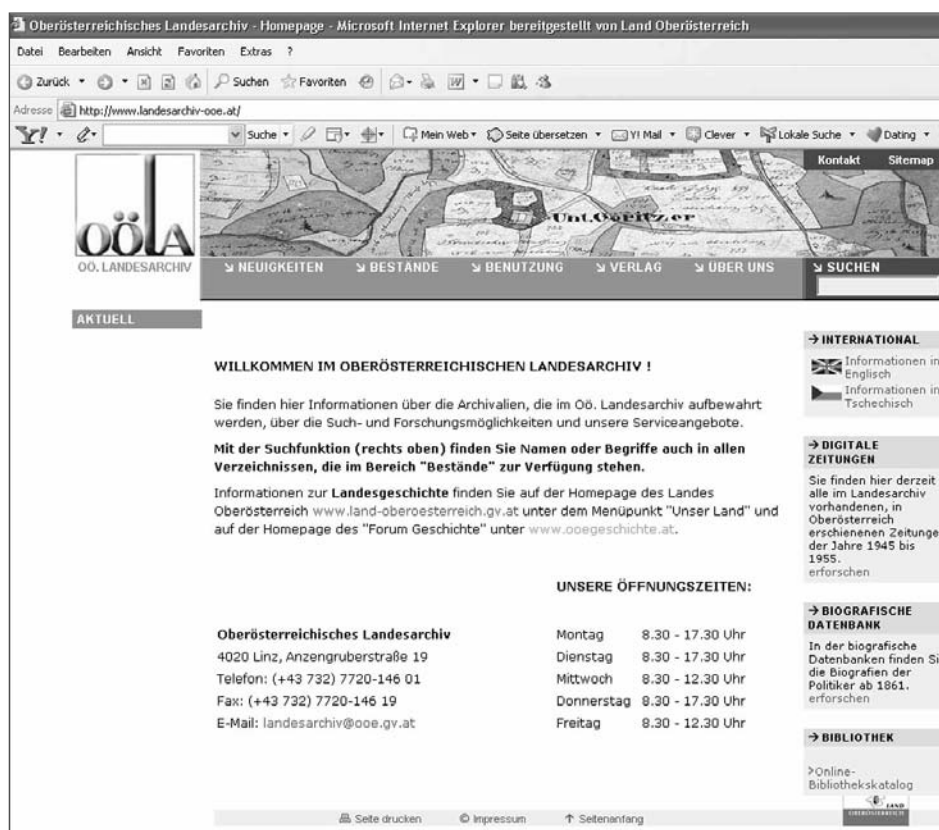 Oberösterreichisches Landesarchiv - Homepage - Microsoft Internet Explorer bereitgestellt von Land Oberösterreich
Datei Bearbeiten Ansicht Favoriten Extras ?
Zurück Suchen Favoriten
Adresse http://www.landesarchiv-ooe.at/
Y! Suche Mein Web Seite übersetzen Y! Mail Clever Lokale Suche Dating
Kontakt Sitemap
Unt.Goritz.er
OÖLA
OÖ. LANDESARCHIV
NEUIGKEITEN BESTÄNDE BENUTZUNG VERLAG ÜBER UNS SUCHEN
AKTUELL
WILLKOMMEN IM OBERÖSTERREICHISCHEN LANDESARCHIV !
Sie finden hier Informationen über die Archivalien, die im Oö. Landesarchiv aufbewahrt
werden, über die Such- und Forschungsmöglichkeiten und unsere Serviceangebote.
Mit der Suchfunktion (rechts oben) finden Sie Namen oder Begriffe auch in allen
Verzeichnissen, die im Bereich "Bestände" zur Verfügung stehen.
Informationen zur Landesgeschichte finden Sie auf der Homepage des Landes
Oberösterreich www.land-oberoesterreich.gv.at unter dem Menüpunkt "Unser Land" und
auf der Homepage des "Forum Geschichte" unter www.ooegeschichte.at.
UNSERE ÖFFNUNGSZEITEN:
Oberösterreichisches Landesarchiv
4020 Linz, Anzengruberstraße 19
Telefon: (+43 732) 7720-146 01
Fax: (+43 732) 7720-146 19
E-Mail: landesarchiv@ooe.gv.at
Montag 8.30 - 17.30 Uhr
Dienstag 8.30 - 17.30 Uhr
Mittwoch 8.30 - 12.30 Uhr
Donnerstag 8.30 - 17.30 Uhr
Freitag 8.30 - 12.30 Uhr
INTERNATIONAL
Informationen in
Englisch
Informationen in
Tschechisch
DIGITALE
ZEITUNGEN
Sie finden hier derzeit
alle im Landesarchiv
vorhandenen, in
Oberösterreich
erschienenen Zeitunge
der Jahre 1945 bis
1955.
erforschen
BIOGRAFISCHE
DATENBANK
In der biografische
Datenbanken finden Si
die Biografien der
Politiker ab 1861.
erforschen
BIBLIOTHEK
>Online-
Bibliothekskatalog
LAND
OBERÖSTERREICH
Seite drucken © Impressum Seitenanfang